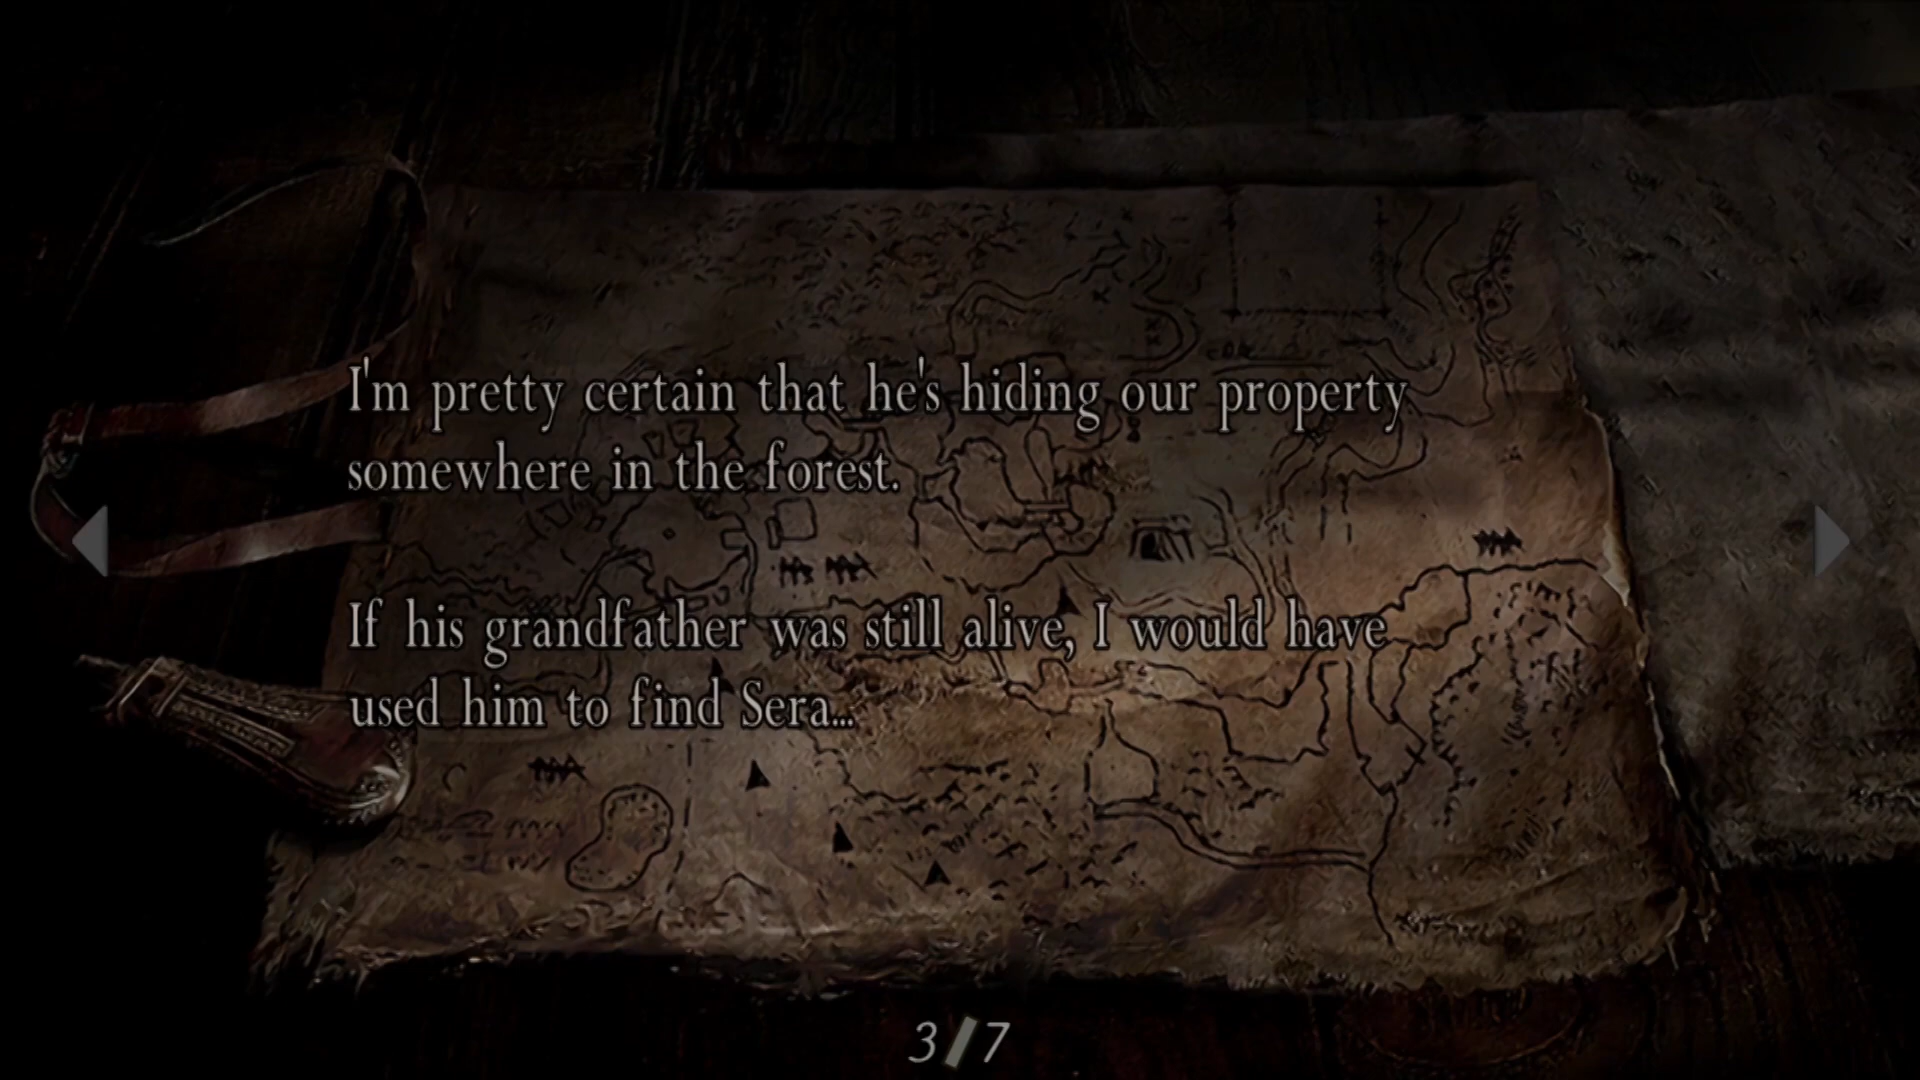 I'm pretty certain that he's hiding our property
somewhere in the forest.
If his grandfather was still alive, I would have
used him to find Sera...
3/7